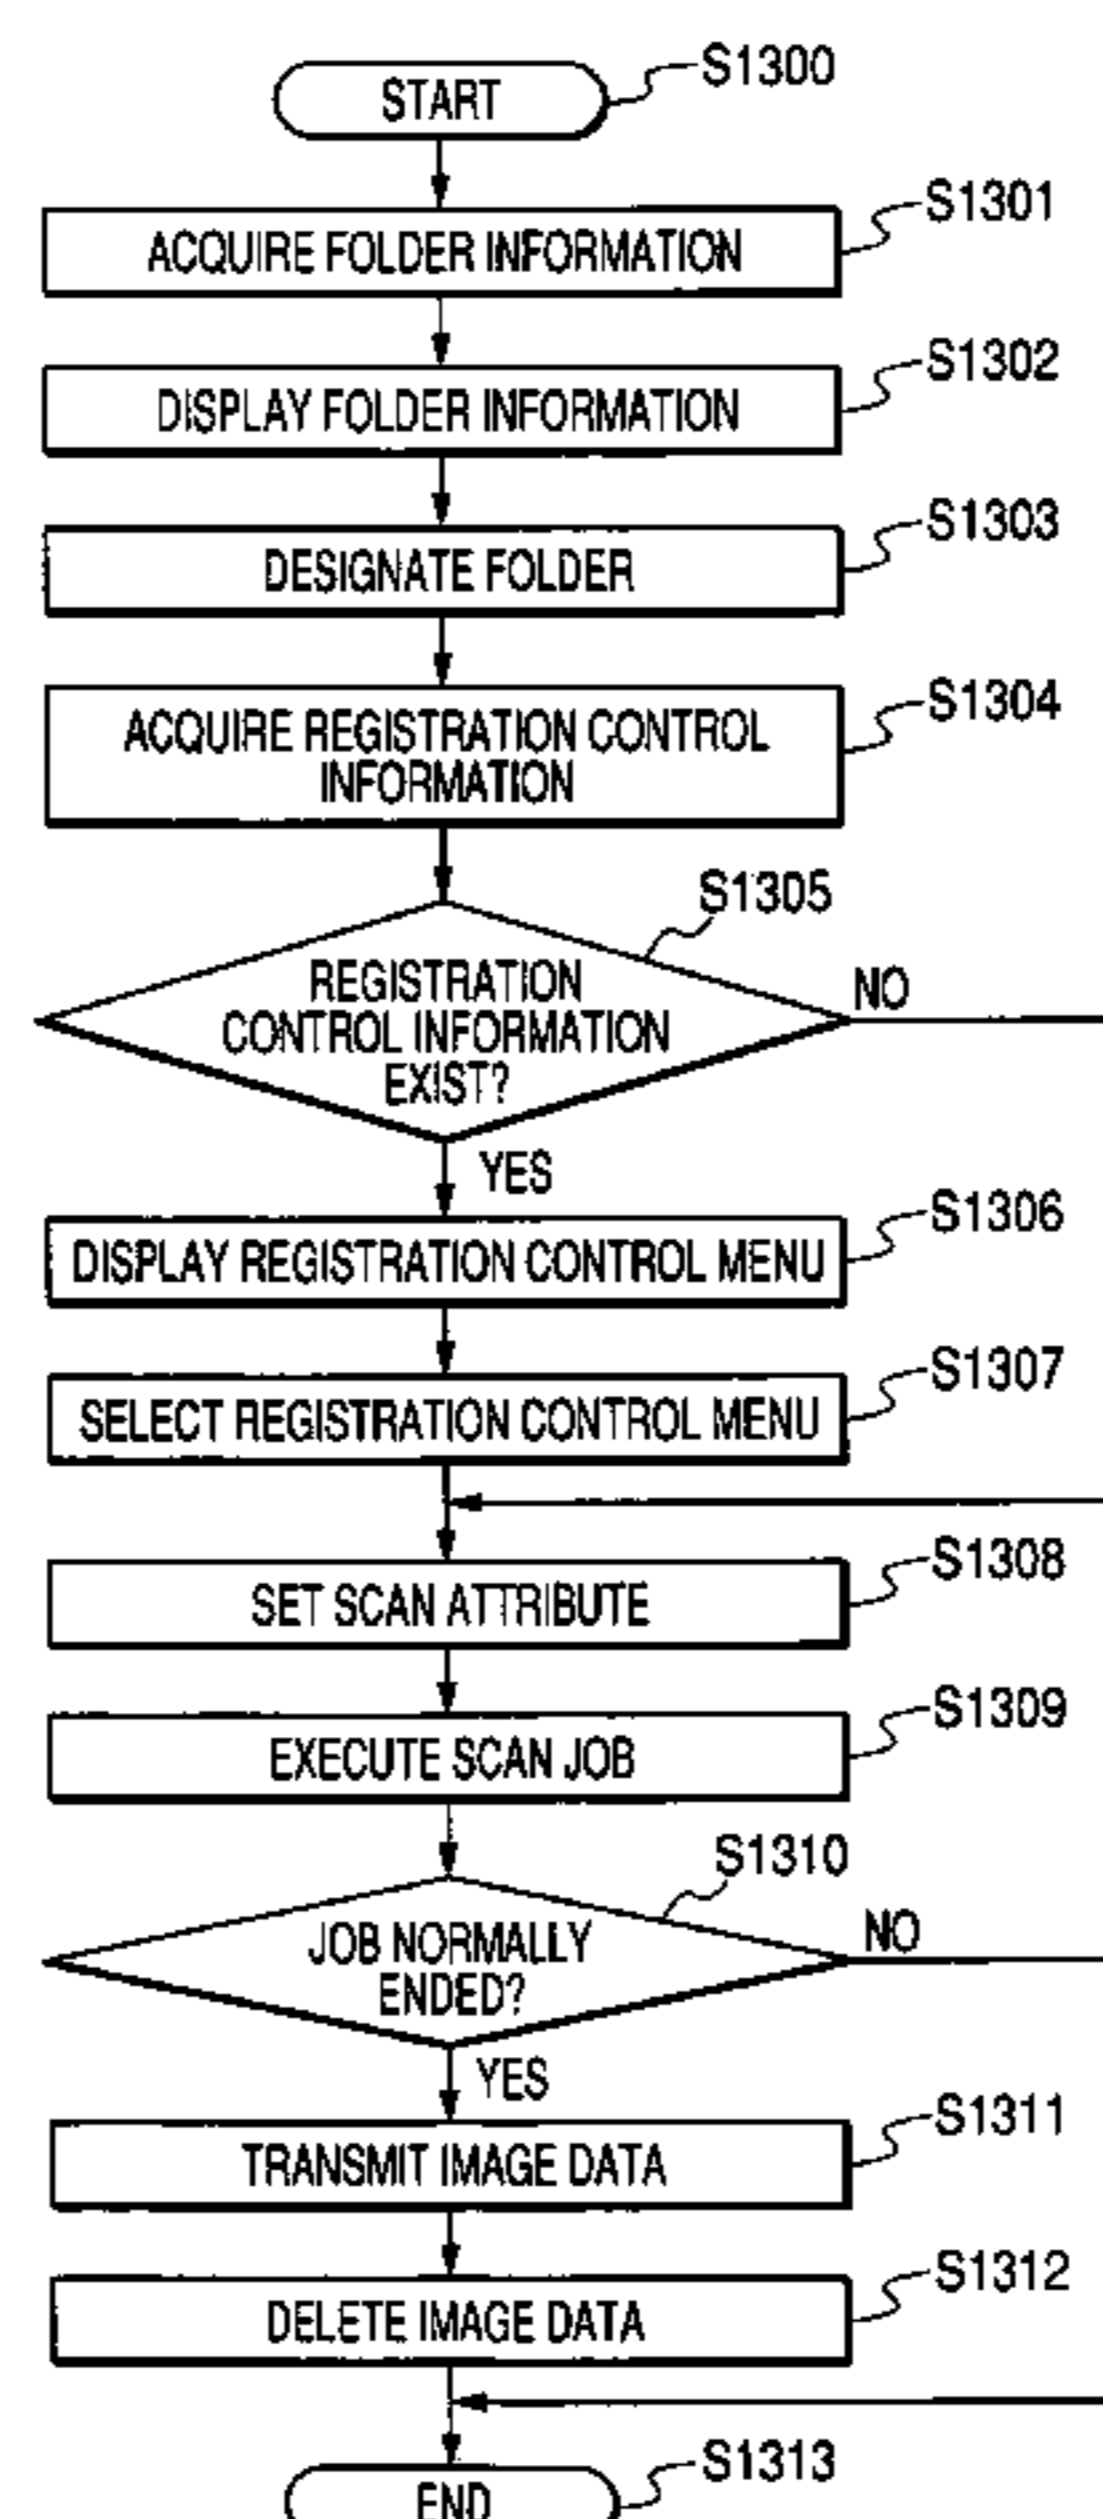 START
S1300
ACQUIRE FOLDER INFORMATION
S1301
DISPLAY FOLDER INFORMATION
S1302
DESIGNATE FOLDER
S1303
ACQUIRE REGISTRATION CONTROL
INFORMATION
S1304
S1305
REGISTRATION
CONTROL INFORMATION
EXIST?
NO
YES
DISPLAY REGISTRATION CONTROL MENU
S1306
SELECT REGISTRATION CONTROL MENU
S1307
SET SCAN ATTRIBUTE
S1308
EXECUTE SCAN JOB
S1309
S1310
JOB NORMALLY
ENDED?
NO
YES
TRANSMIT IMAGE DATA
S1311
DELETE IMAGE DATA
S1312
END
S1313